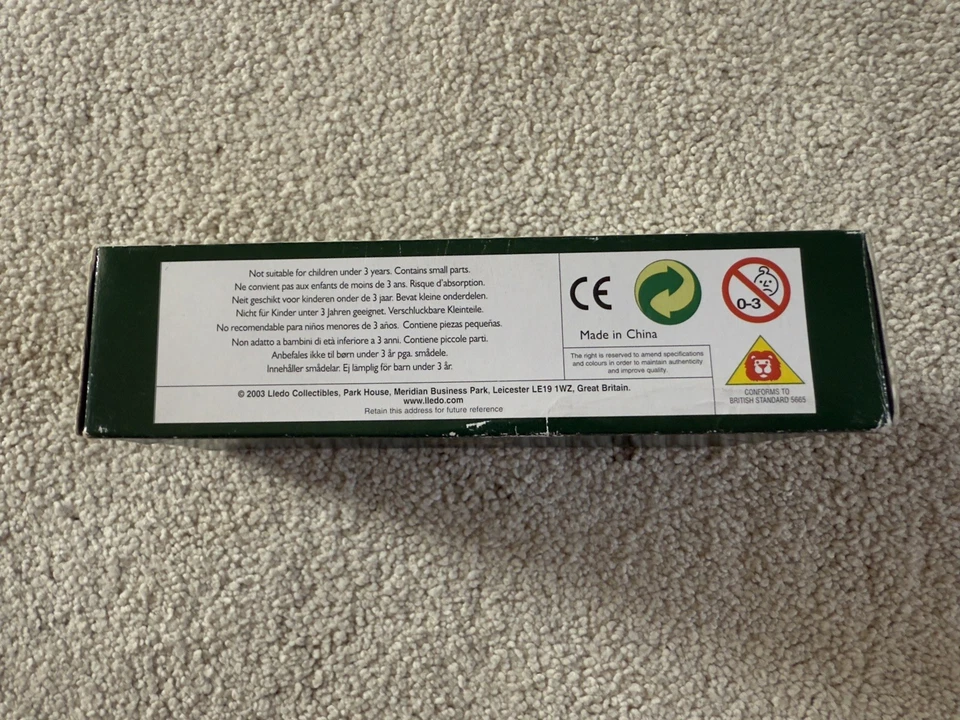 Not suitable for children under 3 years. Contains small parts.
Ne convient pas aux enfants de moins de 3 ans. Risque d'absorption.
Neit geschikt voor kinderen onder de 3 jaar. Bevat kleine onderdelen.
Nicht für Kinder unter 3 Jahren geeignet. Verschluckbare Kleinteile.
No recomendable para niños menores de 3 años. Contiene piezas pequeñas.
Non adatto a bambini di età inferiore a 3 anni. Contiene piccole parti.
Anbefales ikke til børn under 3 år pga. smådele.
Innehåller smådelar. Ej lämplig för barn under 3 år.
© 2003 Lledo Collectibles, Park House, Meridian Business Park, Leicester LE19 1WZ, Great Britain.
www.lledo.com
Retain this address for future reference
CE
Made in China
The right is reserved to amend specifications
and colours in order to maintain authenticity
and improve quality.
0-3
CONFORMS TO
BRITISH STANDARD 5665